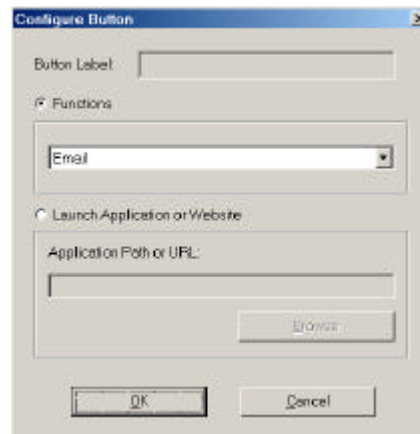 Configure Button
Button Label:
Functions
Email
Launch Application or Website
Application Path or URL:
Browse
OK Cancel